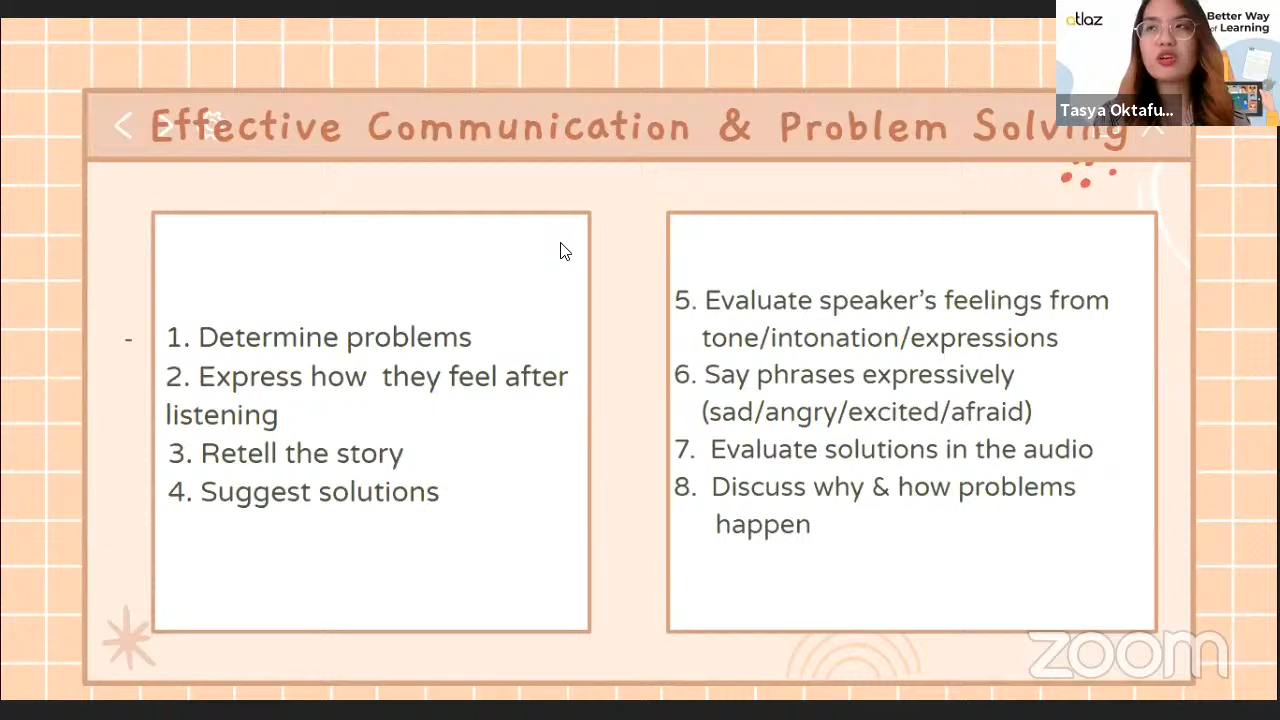 atlaz
Better Way
of Learning
Tasya Oktafu...
Effective Communication & Problem Solving
-
1. Determine problems
2. Express how they feel after
listening
3. Retell the story
4. Suggest solutions
5. Evaluate speaker's feelings from
tone/intonation/expressions
6. Say phrases expressively
(sad/angry/excited/afraid)
7. Evaluate solutions in the audio
8. Discuss why & how problems
happen
zoom